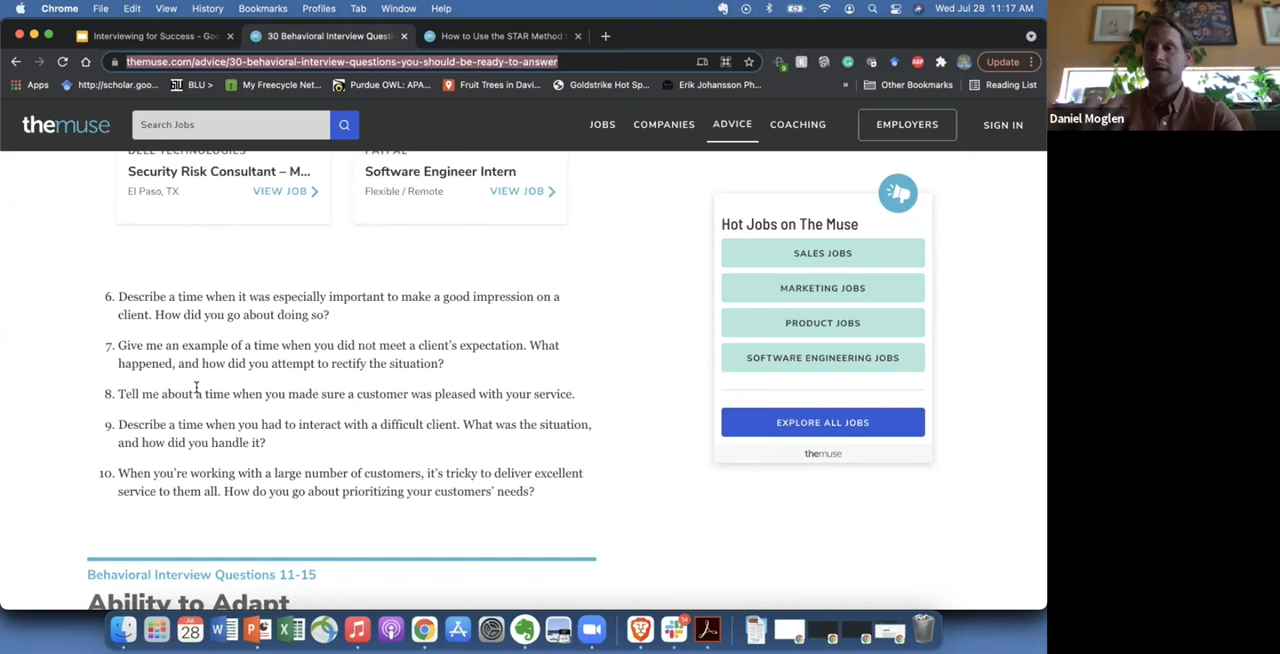 Chrome File Edit View History Bookmarks Profiles Tab Window Help Wed Jul 28 11:17 AM
Interviewing for Success - Goo × 30 Behavioral Interview Questi × How to Use the STAR Method × +
themuse.com/advice/30-behavioral-interview-questions-you-should-be-ready-to-answer Update
Apps http://scholar.goo... BLU > My Freecycle Net... Purdue OWL: APA... Fruit Trees in Davi... Goldstrike Hot Sp... Erik Johansson Ph... » Other Bookmarks Reading List
Daniel Moglen
themuse Search Jobs JOBS COMPANIES ADVICE COACHING EMPLOYERS SIGN IN
DELL TECHNOLOGIES PAYPAL
Security Risk Consultant – M... Software Engineer Intern
El Paso, TX VIEW JOB Flexible / Remote VIEW JOB
Hot Jobs on The Muse
SALES JOBS
MARKETING JOBS
PRODUCT JOBS
SOFTWARE ENGINEERING JOBS
EXPLORE ALL JOBS
themuse
6. Describe a time when it was especially important to make a good impression on a
client. How did you go about doing so?
7. Give me an example of a time when you did not meet a client's expectation. What
happened, and how did you attempt to rectify the situation?
8. Tell me about a time when you made sure a customer was pleased with your service.
9. Describe a time when you had to interact with a difficult client. What was the situation,
and how did you handle it?
10. When you're working with a large number of customers, it's tricky to deliver excellent
service to them all. How do you go about prioritizing your customers' needs?
Behavioral Interview Questions 11-15
Ability to Adapt
JUL
28